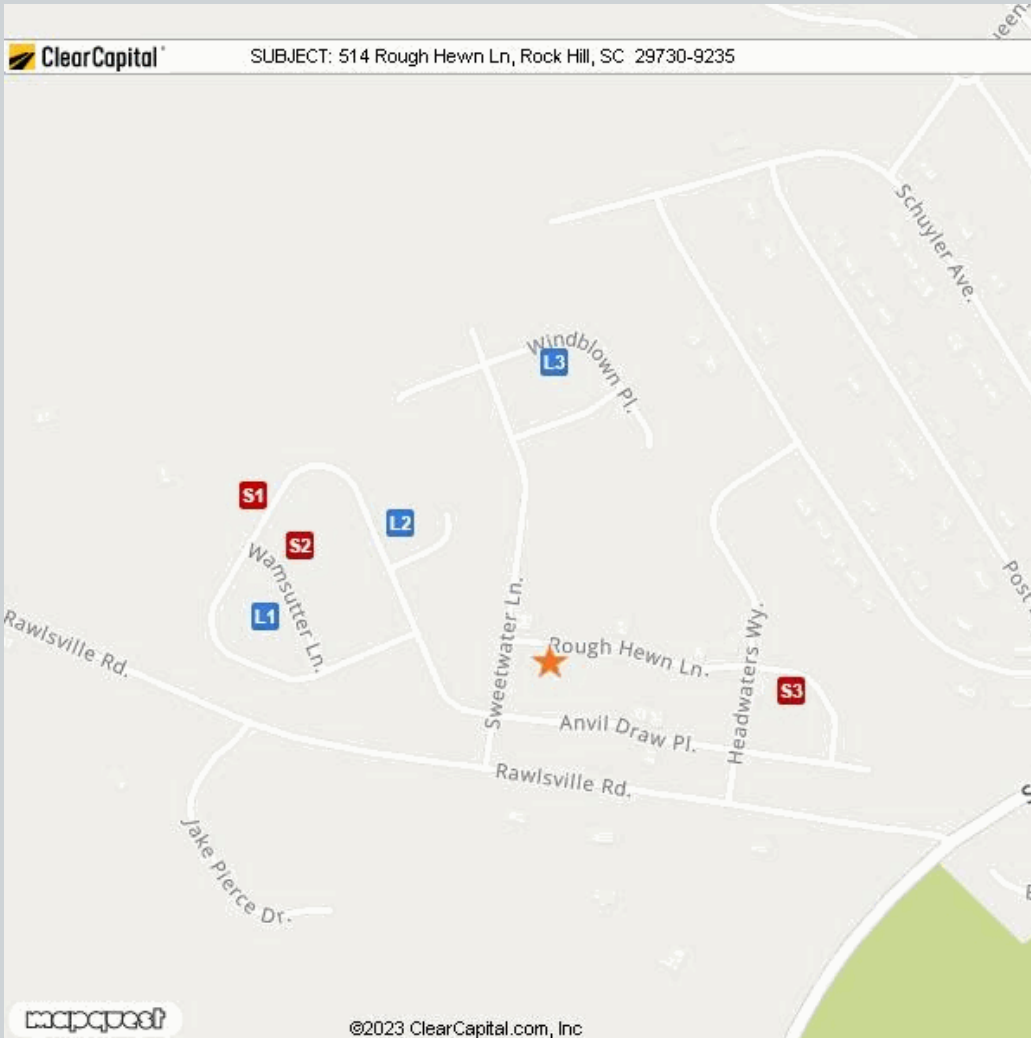 ClearCapital
SUBJECT: 514 Rough Hewn Ln, Rock Hill, SC 29730-9235
Schuyler Ave.
Windblown Pl.
L3
S1
L2
S2
Wamsutter Ln.
Post
L1
Rawlsville Rd.
Sweetwater Ln.
Rough Hewn Ln.
Headwaters Wy.
S3
Anvil Draw Pl.
Rawlsville Rd.
Jake Pierce Dr.
mapquest
©2023 ClearCapital.com, Inc